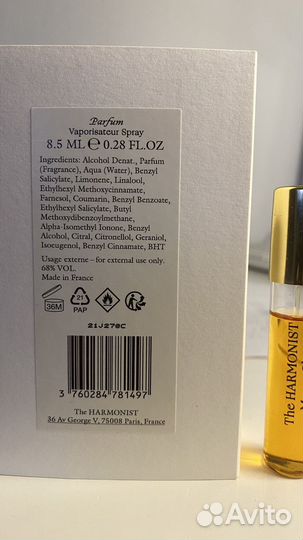 Parfum
Vaporisateur Spray
8.5 ML ℮ 0.28 FL.OZ
Ingredients: Alcohol Denat., Parfum
(Fragrance), Aqua (Water), Benzyl
Salicylate, Limonene, Linalool,
Ethylhexyl Methoxycinnamate,
Farnesol, Coumarin, Benzyl Benzoate,
Ethylhexyl Salicylate, Butyl
Methoxydibenzoylmethane,
Alpha-Isomethyl Ionone, Benzyl
Alcohol, Citral, Citronellol, Geraniol,
Isoeugenol, Benzyl Cinnamate, BHT
Usage externe – for external use only.
68% VOL.
Made in France
36M
21
PAP
21J270C
3 760284 781497
The HARMONIST
36 Av George V, 75008 Paris, France
The HARMONIST
Avito